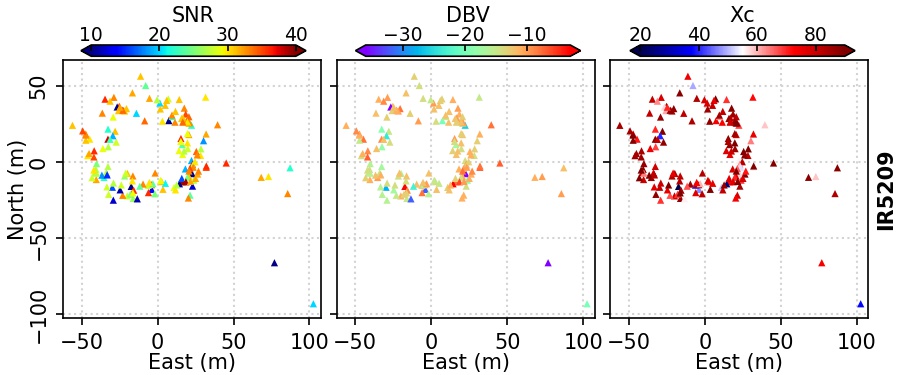 SNR
DBV
Xc
10 20 30 40
−30 −20 −10
20 40 60 80
50
0
−50
−100
North (m)
IR5209
−50 0 50 100
−50 0 50 100
−50 0 50 100
East (m)
East (m)
East (m)